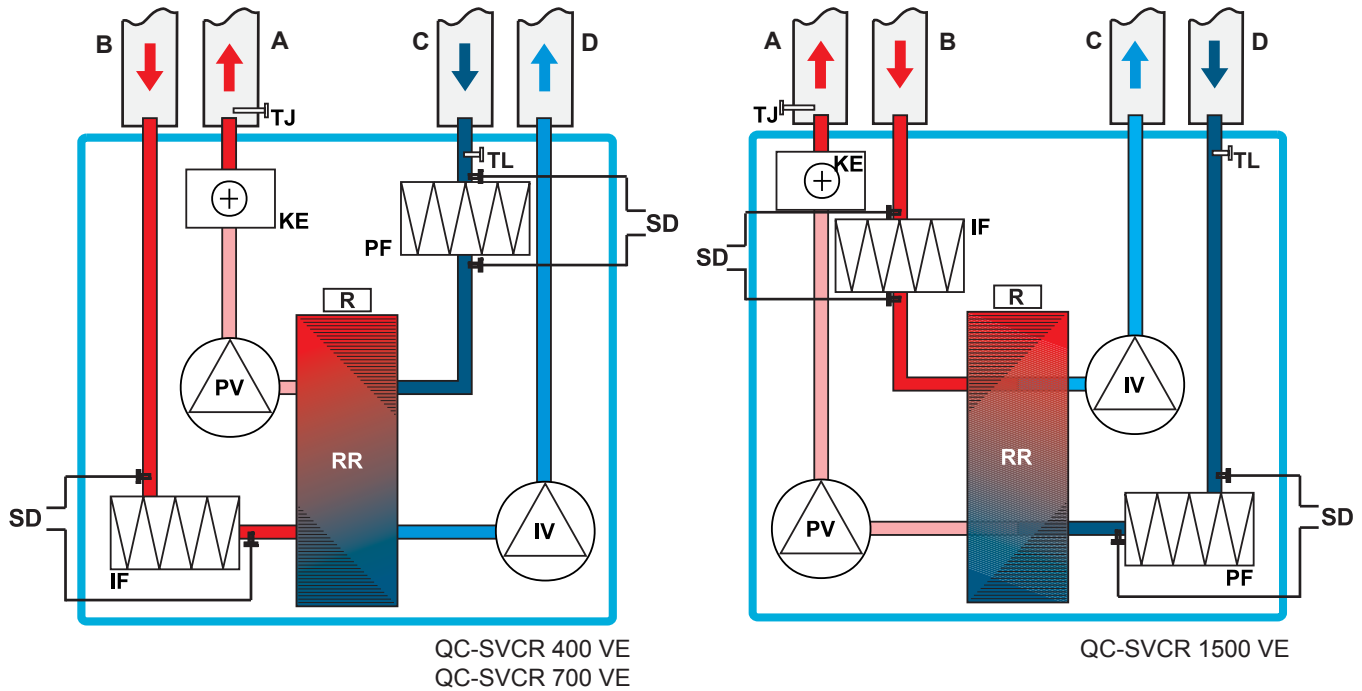 B
A
C
D
TJ
TL
KE
PF
SD
R
PV
RR
SD
IV
IF
QC-SVCR 400 VE
QC-SVCR 700 VE
A
B
C
D
TJ
KE
TL
IF
SD
R
IV
RR
PV
SD
PF
QC-SVCR 1500 VE